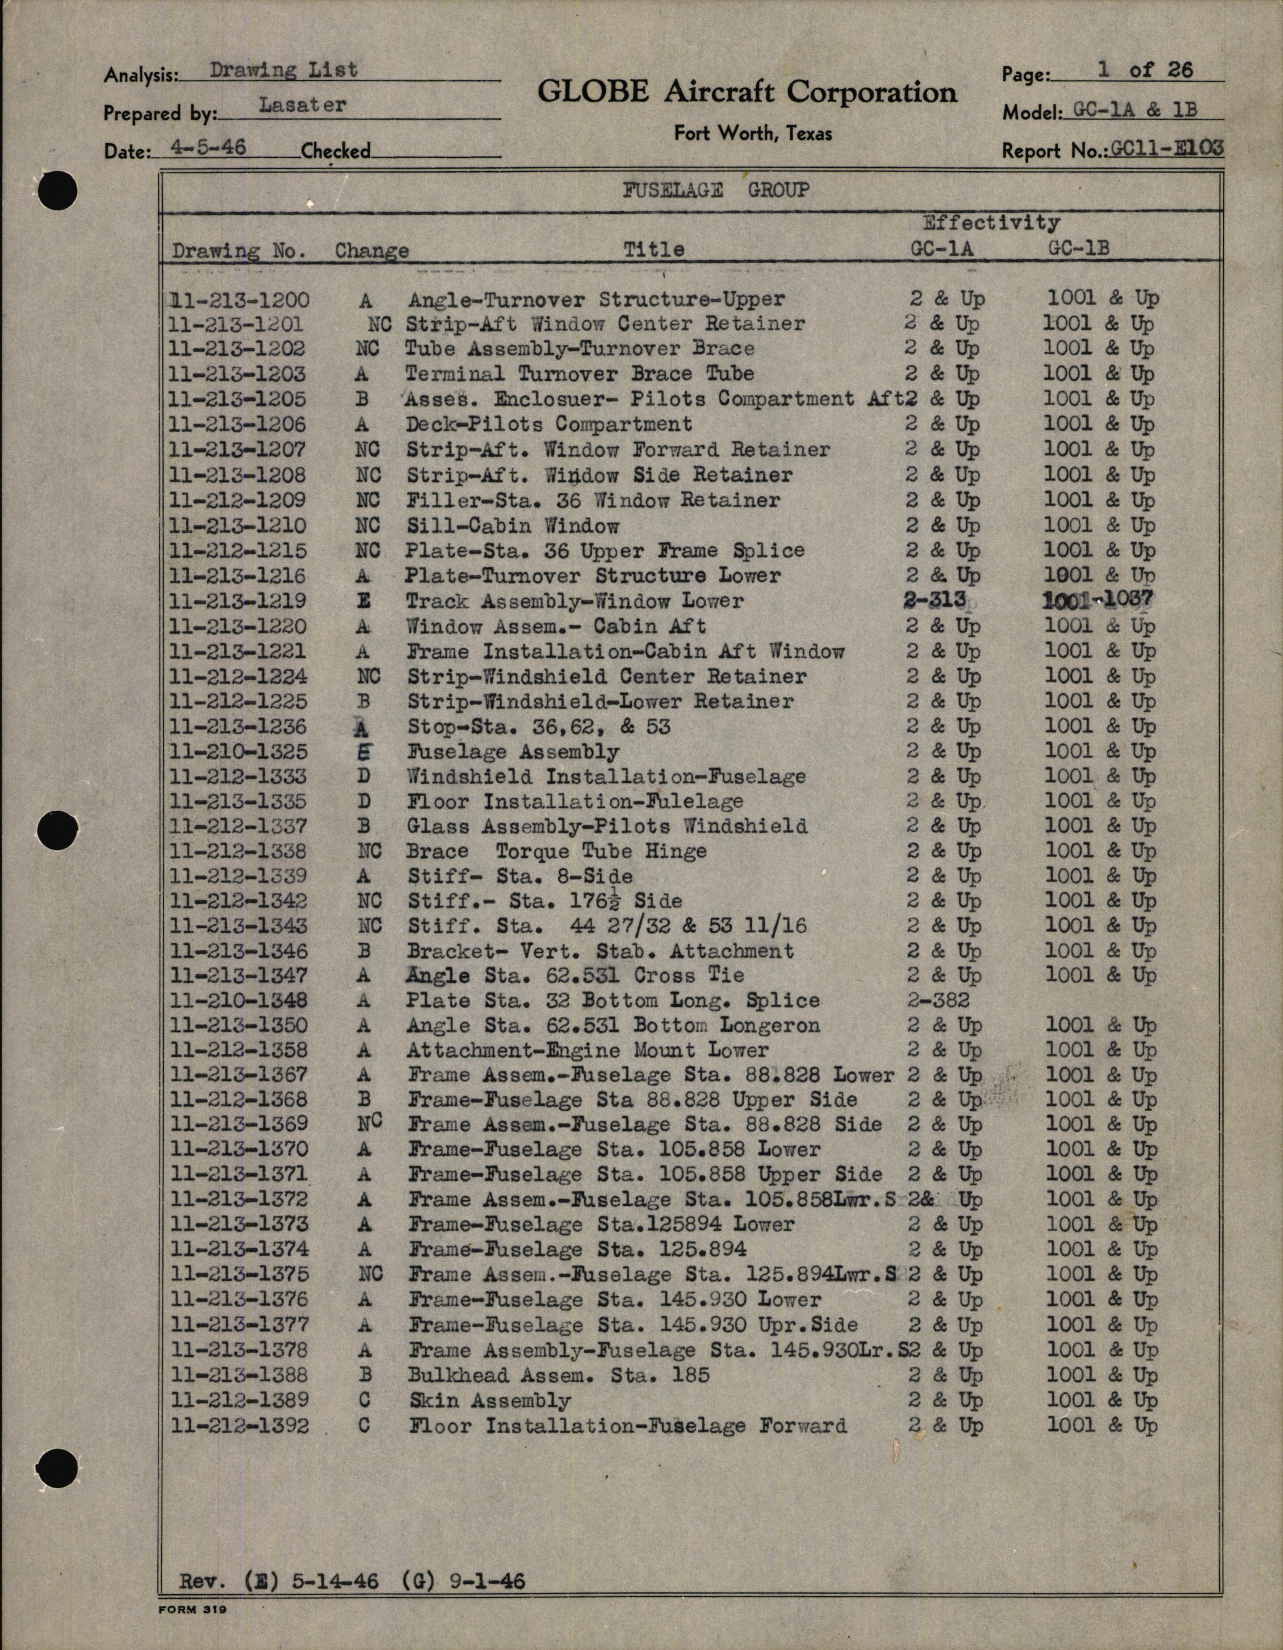 Analysis: Drawing List
Prepared by: Lasater
Date: 4-5-46 Checked
GLOBE Aircraft Corporation
Fort Worth, Texas
Page: 1 of 26
Model: GC-1A & 1B
Report No.: GC11-E103
FUSELAGE GROUP
Effectivity
Drawing No. Change Title GC-1A GC-1B
11-213-1200 A Angle-Turnover Structure-Upper 2 & Up 1001 & Up
11-213-1201 NC Strip-Aft Window Center Retainer 2 & Up 1001 & Up
11-213-1202 NC Tube Assembly-Turnover Brace 2 & Up 1001 & Up
11-213-1203 A Terminal Turnover Brace Tube 2 & Up 1001 & Up
11-213-1205 B Asses. Enclosuer- Pilots Compartment Aft2 & Up 1001 & Up
11-213-1206 A Deck-Pilots Compartment 2 & Up 1001 & Up
11-213-1207 NC Strip-Aft. Window Forward Retainer 2 & Up 1001 & Up
11-213-1208 NC Strip-Aft. Window Side Retainer 2 & Up 1001 & Up
11-212-1209 NC Filler-Sta. 36 Window Retainer 2 & Up 1001 & Up
11-213-1210 NC Sill-Cabin Window 2 & Up 1001 & Up
11-212-1215 NC Plate-Sta. 36 Upper Frame Splice 2 & Up 1001 & Up
11-213-1216 A Plate-Turnover Structure Lower 2 & Up 1001 & Up
11-213-1219 E Track Assembly-Window Lower 2-313 1001-1037
11-213-1220 A Window Assem.- Cabin Aft 2 & Up 1001 & Up
11-213-1221 A Frame Installation-Cabin Aft Window 2 & Up 1001 & Up
11-212-1224 NC Strip-Windshield Center Retainer 2 & Up 1001 & Up
11-212-1225 B Strip-Windshield-Lower Retainer 2 & Up 1001 & Up
11-213-1236 A Stop-Sta. 36,62, & 53 2 & Up 1001 & Up
11-210-1325 E Fuselage Assembly 2 & Up 1001 & Up
11-212-1333 D Windshield Installation-Fuselage 2 & Up 1001 & Up
11-213-1335 D Floor Installation-Fulelage 2 & Up 1001 & Up
11-212-1337 B Glass Assembly-Pilots Windshield 2 & Up 1001 & Up
11-212-1338 NC Brace Torque Tube Hinge 2 & Up 1001 & Up
11-212-1339 A Stiff- Sta. 8-Side 2 & Up 1001 & Up
11-212-1342 NC Stiff.- Sta. 176½ Side 2 & Up 1001 & Up
11-213-1343 NC Stiff. Sta. 44 27/32 & 53 11/16 2 & Up 1001 & Up
11-213-1346 B Bracket- Vert. Stab. Attachment 2 & Up 1001 & Up
11-213-1347 A Angle Sta. 62.531 Cross Tie 2 & Up 1001 & Up
11-210-1348 A Plate Sta. 32 Bottom Long. Splice 2-382
11-213-1350 A Angle Sta. 62.531 Bottom Longeron 2 & Up 1001 & Up
11-212-1358 A Attachment-Engine Mount Lower 2 & Up 1001 & Up
11-213-1367 A Frame Assem.-Fuselage Sta. 88.828 Lower 2 & Up 1001 & Up
11-212-1368 B Frame-Fuselage Sta 88.828 Upper Side 2 & Up 1001 & Up
11-213-1369 NC Frame Assem.-Fuselage Sta. 88.828 Side 2 & Up 1001 & Up
11-213-1370 A Frame-Fuselage Sta. 105.858 Lower 2 & Up 1001 & Up
11-213-1371 A Frame-Fuselage Sta. 105.858 Upper Side 2 & Up 1001 & Up
11-213-1372 A Frame Assem.-Fuselage Sta. 105.858Lwr.S 2& Up 1001 & Up
11-213-1373 A Frame-Fuselage Sta.125894 Lower 2 & Up 1001 & Up
11-213-1374 A Frame-Fuselage Sta. 125.894 2 & Up 1001 & Up
11-213-1375 NC Frame Assem.-Fuselage Sta. 125.894Lwr.S 2 & Up 1001 & Up
11-213-1376 A Frame-Fuselage Sta. 145.930 Lower 2 & Up 1001 & Up
11-213-1377 A Frame-Fuselage Sta. 145.930 Upr.Side 2 & Up 1001 & Up
11-213-1378 A Frame Assembly-Fuselage Sta. 145.930Lr.S2 & Up 1001 & Up
11-213-1388 B Bulkhead Assem. Sta. 185 2 & Up 1001 & Up
11-212-1389 C Skin Assembly 2 & Up 1001 & Up
11-212-1392 C Floor Installation-Fuselage Forward 2 & Up 1001 & Up
Rev. (E) 5-14-46 (G) 9-1-46
FORM 319